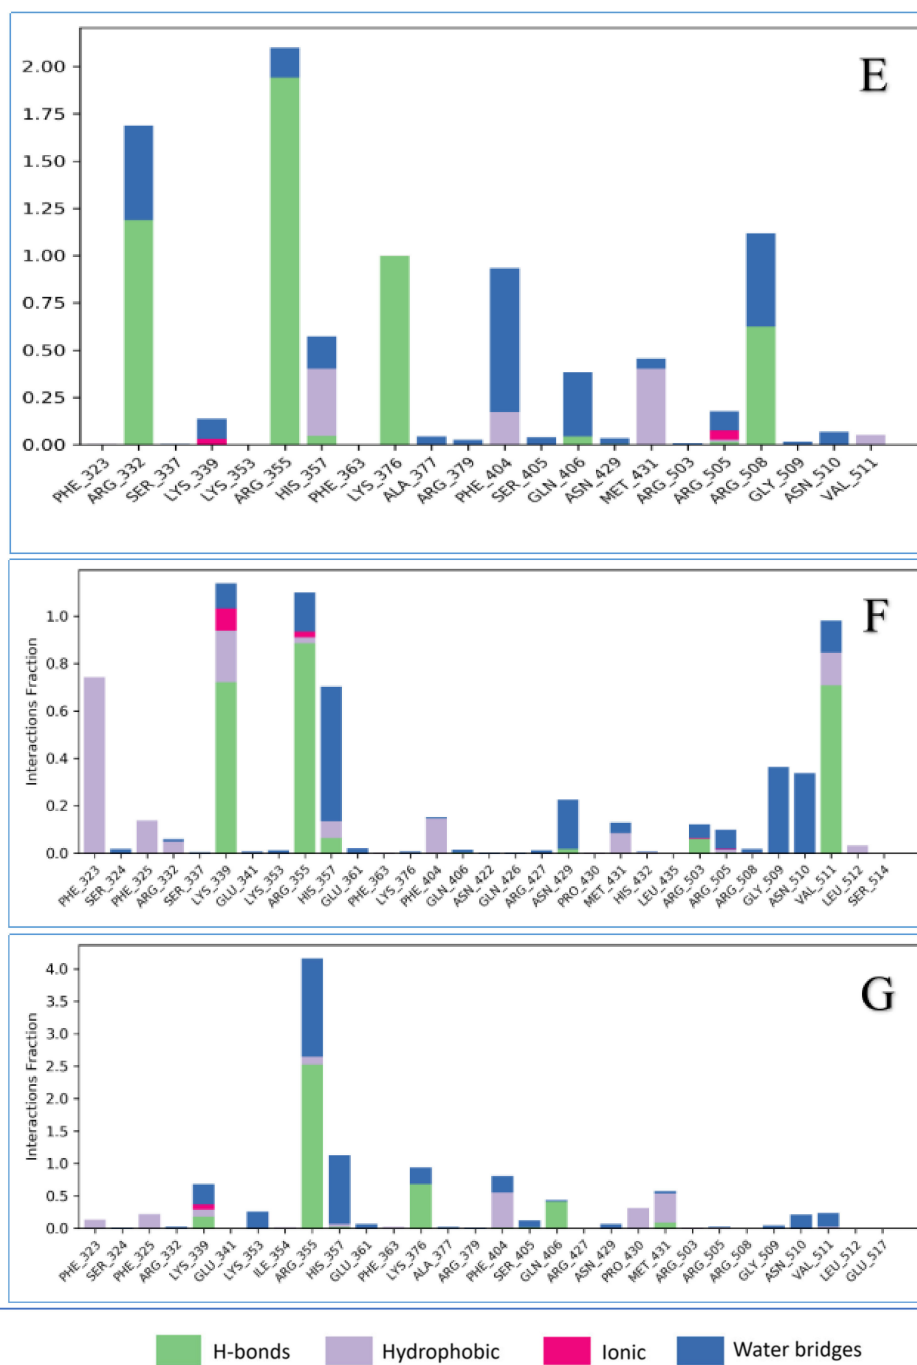 E
2.00
1.75
1.50
1.25
1.00
0.75
0.50
0.25
0.00
PHE_323 ARG_332 SER_337 LYS_339 LYS_353 ARG_355 HIS_357 PHE_363 LYS_376 ALA_377 ARG_379 PHE_404 SER_405 GLN_406 ASN_429 MET_431 ARG_503 ARG_505 ARG_508 GLY_509 ASN_510 VAL_511
F
Interactions Fraction
1.0
0.8
0.6
0.4
0.2
0.0
PHE_323 SER_324 PHE_325 ARG_332 SER_337 LYS_339 GLU_341 LYS_353 ARG_355 HIS_357 GLU_361 PHE_363 LYS_376 PHE_404 GLN_406 ASN_422 GLN_426 ARG_427 ASN_429 PRO_430 MET_431 HIS_432 LEU_435 ARG_503 ARG_505 ARG_508 GLY_509 ASN_510 VAL_511 LEU_512 SER_514
G
Interactions Fraction
4.0
3.5
3.0
2.5
2.0
1.5
1.0
0.5
0.0
PHE_323 SER_324 PHE_325 ARG_332 LYS_339 GLU_341 LYS_353 ILE_354 ARG_355 HIS_357 GLU_361 PHE_363 LYS_376 ALA_377 ARG_379 PHE_404 SER_405 GLN_406 ARG_427 ASN_429 PRO_430 MET_431 ARG_503 ARG_505 ARG_508 GLY_509 ASN_510 VAL_511 LEU_512 GLU_517
H-bonds Hydrophobic Ionic Water bridges